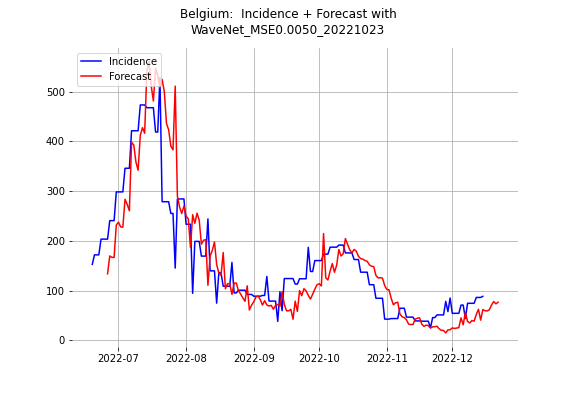 Belgium:  Incidence + Forecast with
WaveNet_MSE0.0050_20221023
Incidence
Forecast
500
400
300
200
100
0
2022-07 2022-08 2022-09 2022-10 2022-11 2022-12